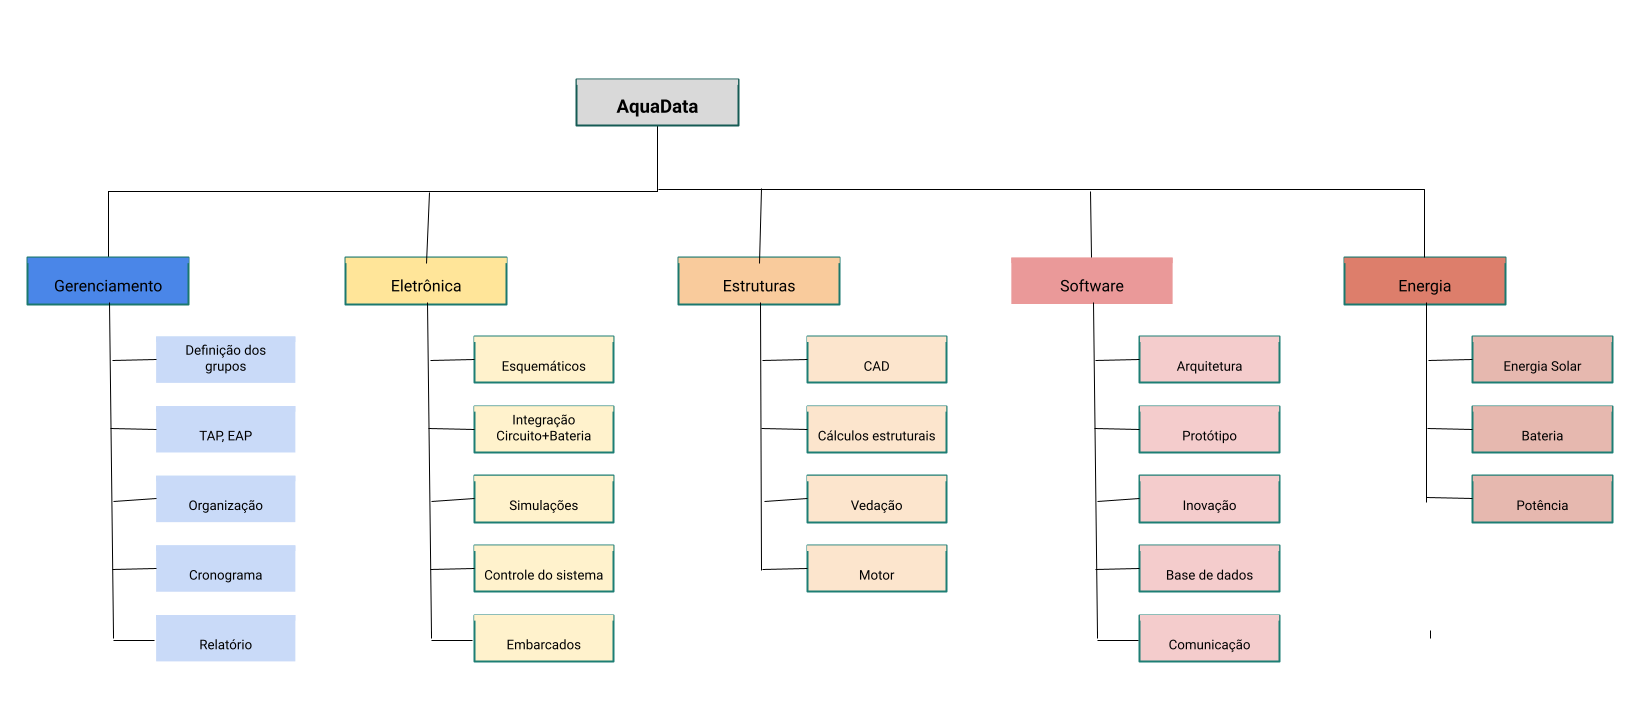 AquaData
Gerenciamento
Eletrônica
Estruturas
Software
Energia
Definição dos
grupos
TAP, EAP
Organização
Cronograma
Relatório
Esquemáticos
Integração
Circuito+Bateria
Simulações
Controle do sistema
Embarcados
CAD
Cálculos estruturais
Vedação
Motor
Arquitetura
Protótipo
Inovação
Base de dados
Comunicação
Energia Solar
Bateria
Potência